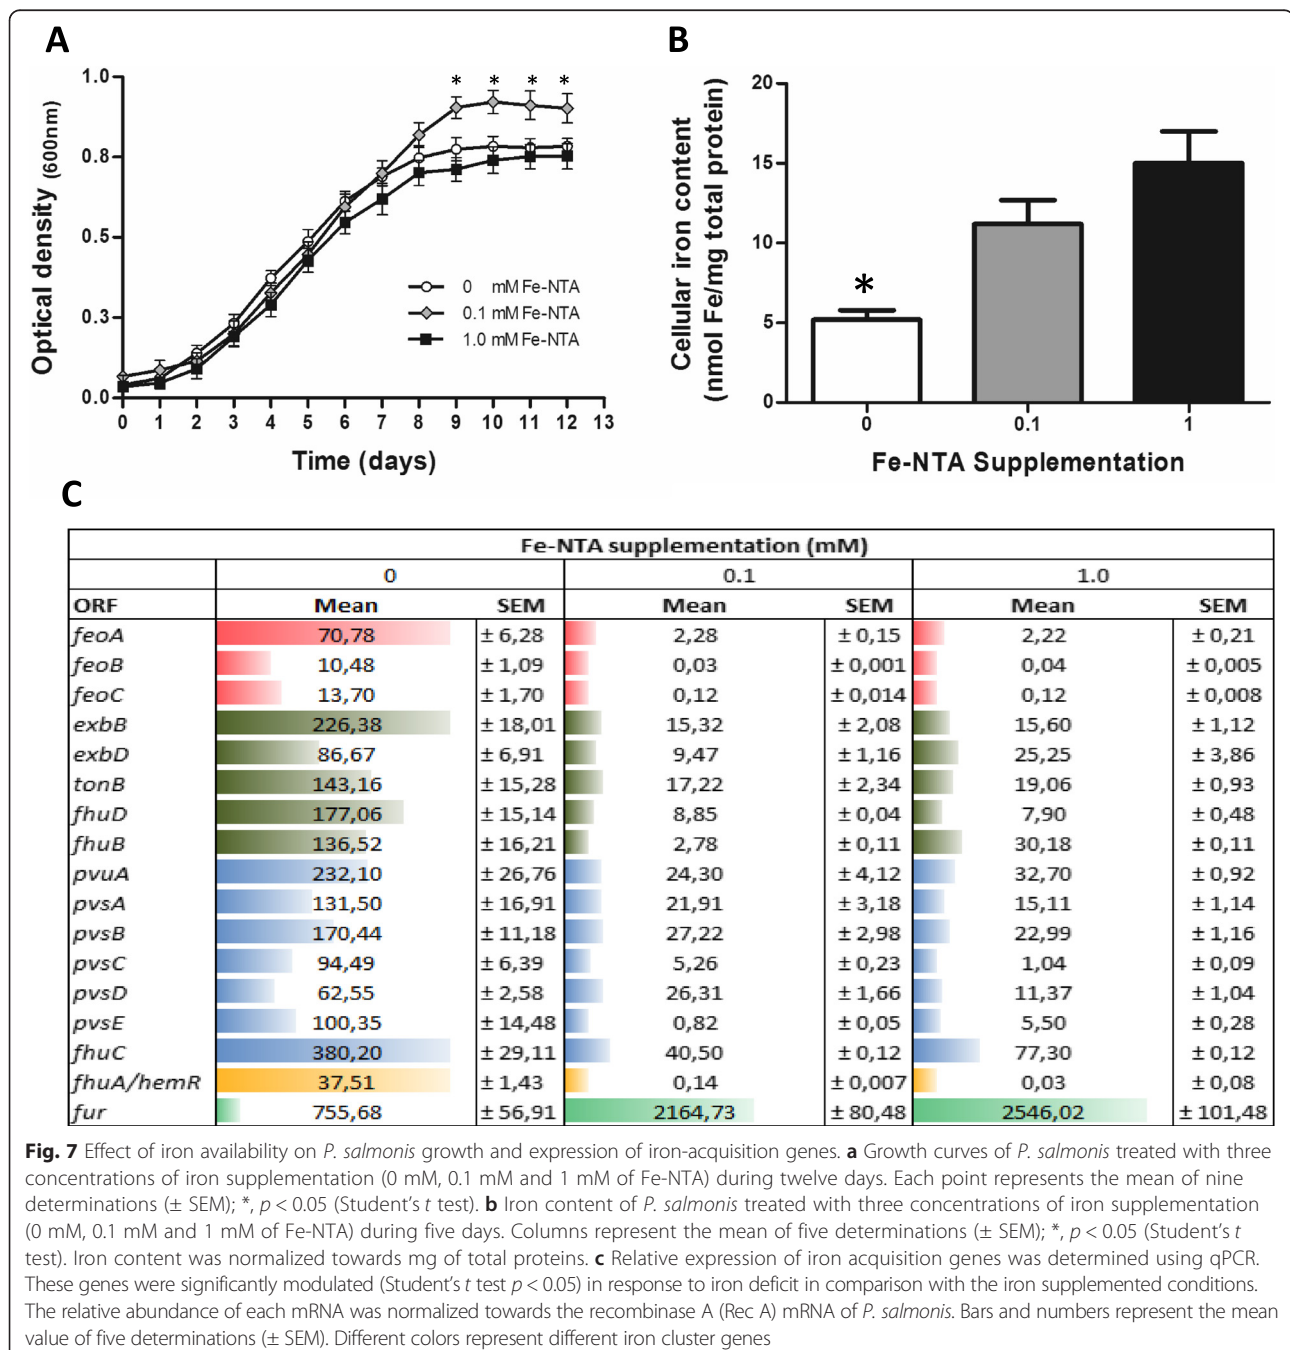 A
B
1.0
0.8
0.5
0.3
0.0
Optical density (600nm)
* * * *
0 mM Fe-NTA
0.1 mM Fe-NTA
1.0 mM Fe-NTA
0 1 2 3 4 5 6 7 8 9 10 11 12 13
Time (days)
20
15
10
5
0
Cellular iron content
(nmol Fe/mg total protein)
*
0 0.1 1
Fe-NTA Supplementation
C
Fe-NTA supplementation (mM)
0 0.1 1.0
ORF Mean SEM Mean SEM Mean SEM
feoA 70,78 ± 6,28 2,28 ± 0,15 2,22 ± 0,21
feoB 10,48 ± 1,09 0,03 ± 0,001 0,04 ± 0,005
feoC 13,70 ± 1,70 0,12 ± 0,014 0,12 ± 0,008
exbB 226,38 ± 18,01 15,32 ± 2,08 15,60 ± 1,12
exbD 86,67 ± 6,91 9,47 ± 1,16 25,25 ± 3,86
tonB 143,16 ± 15,28 17,22 ± 2,34 19,06 ± 0,93
fhuD 177,06 ± 15,14 8,85 ± 0,04 7,90 ± 0,48
fhuB 136,52 ± 16,21 2,78 ± 0,11 30,18 ± 0,11
pvuA 232,10 ± 26,76 24,30 ± 4,12 32,70 ± 0,92
pvsA 131,50 ± 16,91 21,91 ± 3,18 15,11 ± 1,14
pvsB 170,44 ± 11,18 27,22 ± 2,98 22,99 ± 1,16
pvsC 94,49 ± 6,39 5,26 ± 0,23 1,04 ± 0,09
pvsD 62,55 ± 2,58 26,31 ± 1,66 11,37 ± 1,04
pvsE 100,35 ± 14,48 0,82 ± 0,05 5,50 ± 0,28
fhuC 380,20 ± 29,11 40,50 ± 0,12 77,30 ± 0,12
fhuA/hemR 37,51 ± 1,43 0,14 ± 0,007 0,03 ± 0,08
fur 755,68 ± 56,91 2164,73 ± 80,48 2546,02 ± 101,48
Fig. 7 Effect of iron availability on P. salmonis growth and expression of iron-acquisition genes. a Growth curves of P. salmonis treated with three
concentrations of iron supplementation (0 mM, 0.1 mM and 1 mM of Fe-NTA) during twelve days. Each point represents the mean of nine
determinations (± SEM); *, p < 0.05 (Student's t test). b Iron content of P. salmonis treated with three concentrations of iron supplementation
(0 mM, 0.1 mM and 1 mM of Fe-NTA) during five days. Columns represent the mean of five determinations (± SEM); *, p < 0.05 (Student's t
test). Iron content was normalized towards mg of total proteins. c Relative expression of iron acquisition genes was determined using qPCR.
These genes were significantly modulated (Student's t test p < 0.05) in response to iron deficit in comparison with the iron supplemented conditions.
The relative abundance of each mRNA was normalized towards the recombinase A (Rec A) mRNA of P. salmonis. Bars and numbers represent the mean
value of five determinations (± SEM). Different colors represent different iron cluster genes